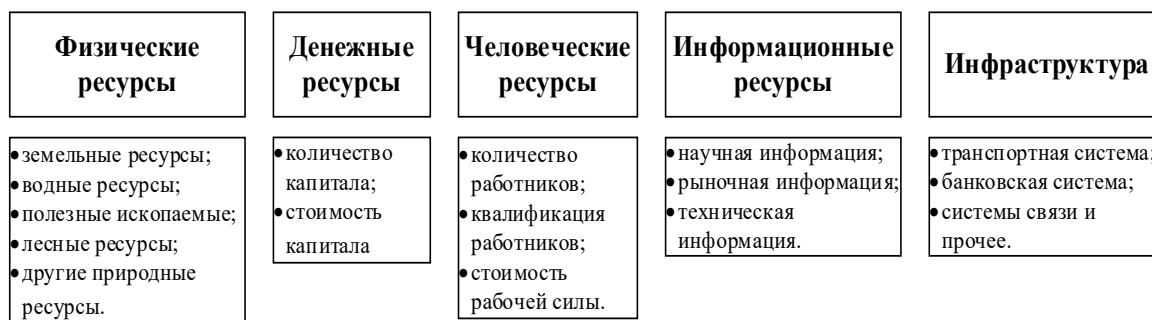 Физические
ресурсы
Денежные
ресурсы
Человеческие
ресурсы
Информационные
ресурсы
Инфраструктура
•земельные ресурсы;
•водные ресурсы;
•полезные ископаемые;
•лесные ресурсы;
•другие природные
ресурсы.
•количество
капитала;
•стоимость
капитала
•количество
работников;
•квалификация
работников;
•стоимость
рабочей силы.
•научная информация;
•рыночная информация;
•техническая
информация.
•транспортная система;
•банковская система;
•системы связи и
прочее.